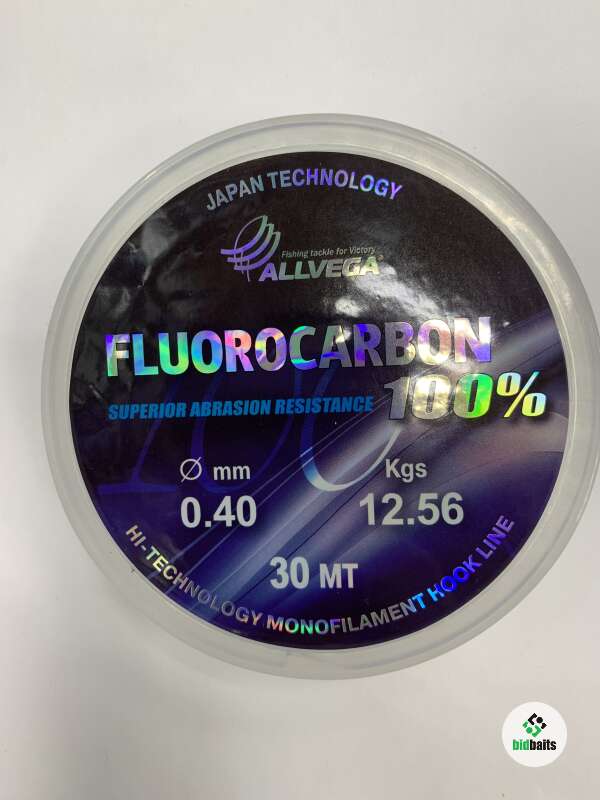 JAPAN TECHNOLOGY
Fishing tackle for Victory
ALLVEGA®
FLUOROCARBON
100%
SUPERIOR ABRASION RESISTANCE
Ø mm
0.40
Kgs
12.56
30 MT
HI-TECHNOLOGY MONOFILAMENT HOOK LINE
bidbaits